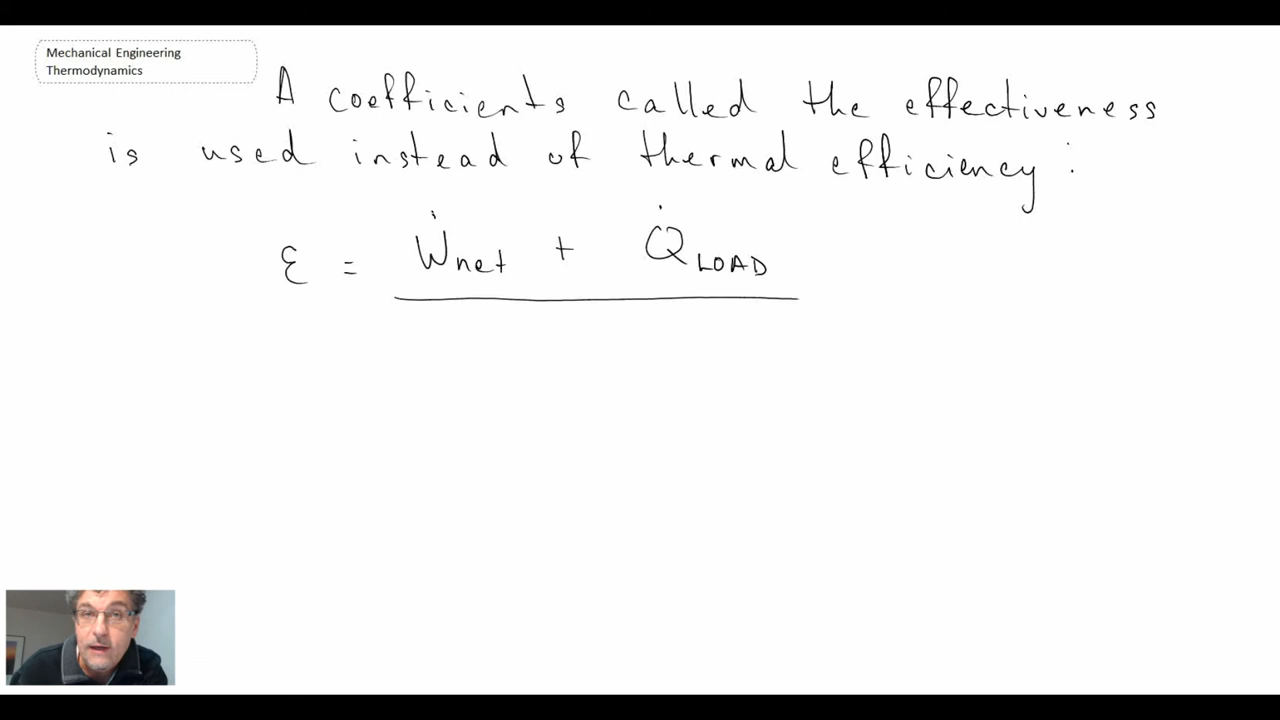 Mechanical Engineering
Thermodynamics
A coefficients called the effectiveness
is used instead of thermal efficiency :
ε = Ẇnet + Q̇LOAD